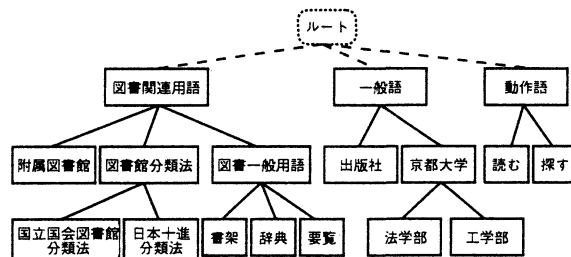 ルート
図書関連用語
一般語
動作語
附属図書館
図書館分類法
図書一般用語
出版社
京都大学
読む
探す
国立国会図書館
分類法
日本十進
分類法
書架
辞典
要覧
法学部
工学部